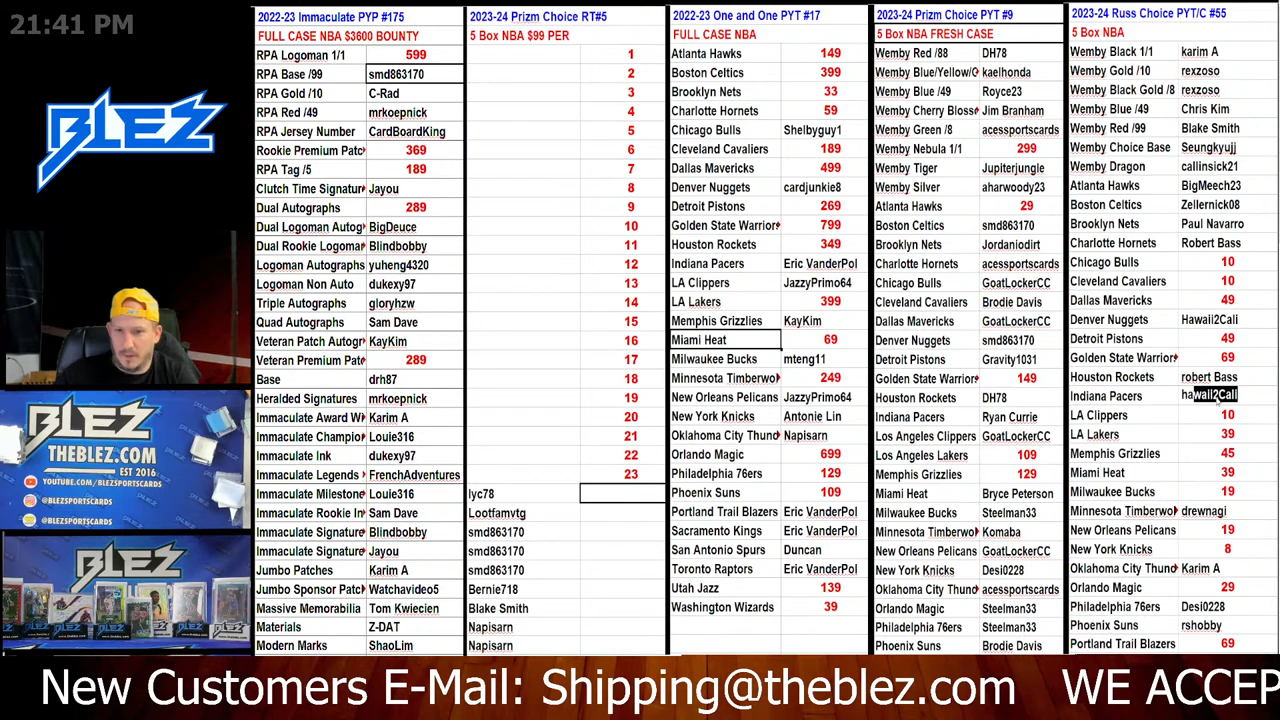 21:41 PM
BLEZ
BLEZ
THEBLEZ.COM
EST 2016
YOUTUBE.COM/BLEZSPORTSCARDS
@BLEZSPORTSCARDS
@BLEZSPORTSCARDS
BLEZ
2022-23 Immaculate PYP #175
FULL CASE NBA $3600 BOUNTY
RPA Logoman 1/1 599
RPA Base /99 smd863170
RPA Gold /10 C-Rad
RPA Red /49 mrkoepnick
RPA Jersey Number CardBoardKing
Rookie Premium Patc 369
RPA Tag /5 189
Clutch Time Signatur Jayou
Dual Autographs 289
Dual Logoman Autog BigDeuce
Dual Rookie Logoma Blindbobby
Logoman Autographs yuheng4320
Logoman Non Auto dukexy97
Triple Autographs gloryhzw
Quad Autographs Sam Dave
Veteran Patch Autogr KayKim
Veteran Premium Pat 289
Base drh87
Heralded Signatures mrkoepnick
Immaculate Award W Karim A
Immaculate Champio Louie316
Immaculate Ink dukexy97
Immaculate Legends FrenchAdventures
Immaculate Milestone Louie316
Immaculate Rookie In Sam Dave
Immaculate Signature Blindbobby
Immaculate Signature Jayou
Jumbo Patches Karim A
Jumbo Sponsor Patc Watchavideo5
Massive Memorabilia Tom Kwiecien
Materials Z-DAT
Modern Marks ShaoLim
2023-24 Prizm Choice RT#5
5 Box NBA $99 PER
1
2
3
4
5
6
7
8
9
10
11
12
13
14
15
16
17
18
19
20
21
22
23
lyc78
Lootfamvtg
smd863170
smd863170
smd863170
Bernie718
Blake Smith
Napisarn
Napisarn
2022-23 One and One PYT #17
FULL CASE NBA
Atlanta Hawks 149
Boston Celtics 399
Brooklyn Nets 33
Charlotte Hornets 59
Chicago Bulls Shelbyguy1
Cleveland Cavaliers 189
Dallas Mavericks 499
Denver Nuggets cardjunkie8
Detroit Pistons 269
Golden State Warriors 799
Houston Rockets 349
Indiana Pacers Eric VanderPol
LA Clippers JazzyPrimo64
LA Lakers 399
Memphis Grizzlies KayKim
Miami Heat 69
Milwaukee Bucks mteng11
Minnesota Timberwo 249
New Orleans Pelicans JazzyPrimo64
New York Knicks Antonie Lin
Oklahoma City Thund Napisarn
Orlando Magic 699
Philadelphia 76ers 129
Phoenix Suns 109
Portland Trail Blazers Eric VanderPol
Sacramento Kings Eric VanderPol
San Antonio Spurs Duncan
Toronto Raptors Eric VanderPol
Utah Jazz 139
Washington Wizards 39
2023-24 Prizm Choice PYT #9
5 Box NBA FRESH CASE
Wemby Red /88 DH78
Wemby Blue/Yellow/G kaelhonda
Wemby Blue /49 Royce23
Wemby Cherry Blosso Jim Branham
Wemby Green /8 acessportscards
Wemby Nebula 1/1 299
Wemby Tiger Jupiterjungle
Wemby Silver aharwoody23
Atlanta Hawks 29
Boston Celtics smd863170
Brooklyn Nets Jordaniodirt
Charlotte Hornets acessportscards
Chicago Bulls GoatLockerCC
Cleveland Cavaliers Brodie Davis
Dallas Mavericks GoatLockerCC
Denver Nuggets smd863170
Detroit Pistons Gravity1031
Golden State Warrior 149
Houston Rockets DH78
Indiana Pacers Ryan Currie
Los Angeles Clippers GoatLockerCC
Los Angeles Lakers 109
Memphis Grizzlies 129
Miami Heat Bryce Peterson
Milwaukee Bucks Steelman33
Minnesota Timberwo Komaba
New Orleans Pelicans GoatLockerCC
New York Knicks Desi0228
Oklahoma City Thund acessportscards
Orlando Magic Steelman33
Philadelphia 76ers Steelman33
Phoenix Suns Brodie Davis
2023-24 Russ Choice PYT/C #55
5 Box NBA
Wemby Black 1/1 karim A
Wemby Gold /10 rexzoso
Wemby Black Gold /8 rexzoso
Wemby Blue /49 Chris Kim
Wemby Red /99 Blake Smith
Wemby Choice Base Seungkyujj
Wemby Dragon callinsick21
Atlanta Hawks BigMeech23
Boston Celtics Zellernick08
Brooklyn Nets Paul Navarro
Charlotte Hornets Robert Bass
Chicago Bulls 10
Cleveland Cavaliers 10
Dallas Mavericks 49
Denver Nuggets Hawaii2Cali
Detroit Pistons 49
Golden State Warriors 69
Houston Rockets robert Bass
Indiana Pacers hawaii2Cali
LA Clippers 10
LA Lakers 39
Memphis Grizzlies 45
Miami Heat 39
Milwaukee Bucks 19
Minnesota Timberwo drewnagi
New Orleans Pelicans 19
New York Knicks 8
Oklahoma City Thund Karim A
Orlando Magic 29
Philadelphia 76ers Desi0228
Phoenix Suns rshobby
Portland Trail Blazers 69
New Customers E-Mail: Shipping@theblez.com WE ACCEP